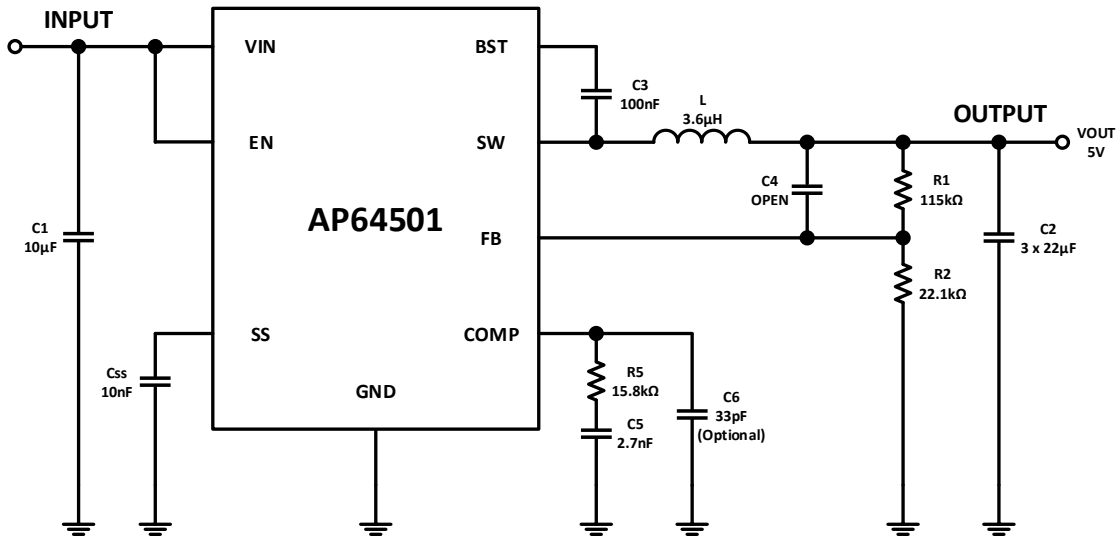 INPUT
VIN
BST
C3
100nF
L
3.6µH
OUTPUT
VOUT
5V
EN
SW
C4
OPEN
R1
115kΩ
C1
10µF
AP64501
FB
C2
3 x 22µF
R2
22.1kΩ
SS
COMP
Css
10nF
GND
R5
15.8kΩ
C5
2.7nF
C6
33pF
(Optional)